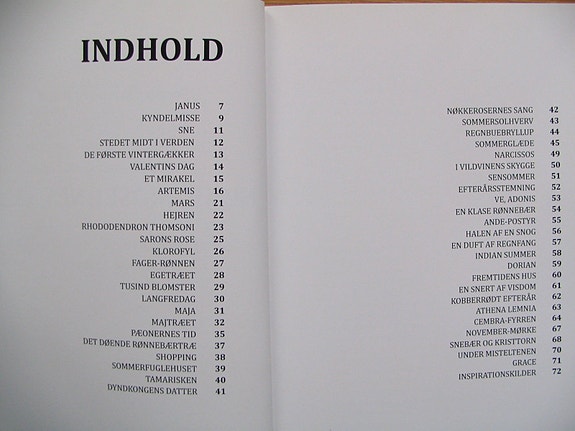 INDHOLD
JANUS 7
KYNDELMISSE 9
SNE 11
STEDET MIDT I VERDEN 12
DE FØRSTE VINTERGÆKKER 13
VALENTINS DAG 14
ET MIRAKEL 15
ARTEMIS 16
MARS 21
HEJREN 22
RHODODENDRON THOMSONI 23
SARONS ROSE 25
KLOROFYL 26
FAGER-RØNNEN 27
EGETRÆET 28
TUSIND BLOMSTER 29
LANGFREDAG 30
MAJA 31
MAJTRÆET 32
PÆONERNES TID 35
DET DØENDE RØNNEBÆRTRÆ 37
SHOPPING 38
SOMMERFUGLEHUSET 39
TAMARISKEN 40
DYNDKONGENS DATTER 41
NØKKEROSERNES SANG 42
SOMMERSOLHVERV 43
REGNBUEBRYLLUP 44
SOMMERGLÆDE 45
NARCISSOS 49
I VILDVINENS SKYGGE 50
SENSOMMER 51
EFTERÅRSSTEMNING 52
VE, ADONIS 53
EN KLASE RØNNEBÆR 54
ANDE-POSTYR 55
HALEN AF EN SNOG 56
EN DUFT AF REGNFANG 57
INDIAN SUMMER 58
DORIAN 59
FREMTIDENS HUS 60
EN SNERT AF VISDOM 61
KOBBERRØDT EFTERÅR 62
ATHENA LEMNIA 63
CEMBRA-FYRREN 64
NOVEMBER-MØRKE 67
SNEBÆR OG KRISTTORN 68
UNDER MISTELTENEN 70
GRACE 71
INSPIRATIONSKILDER 72